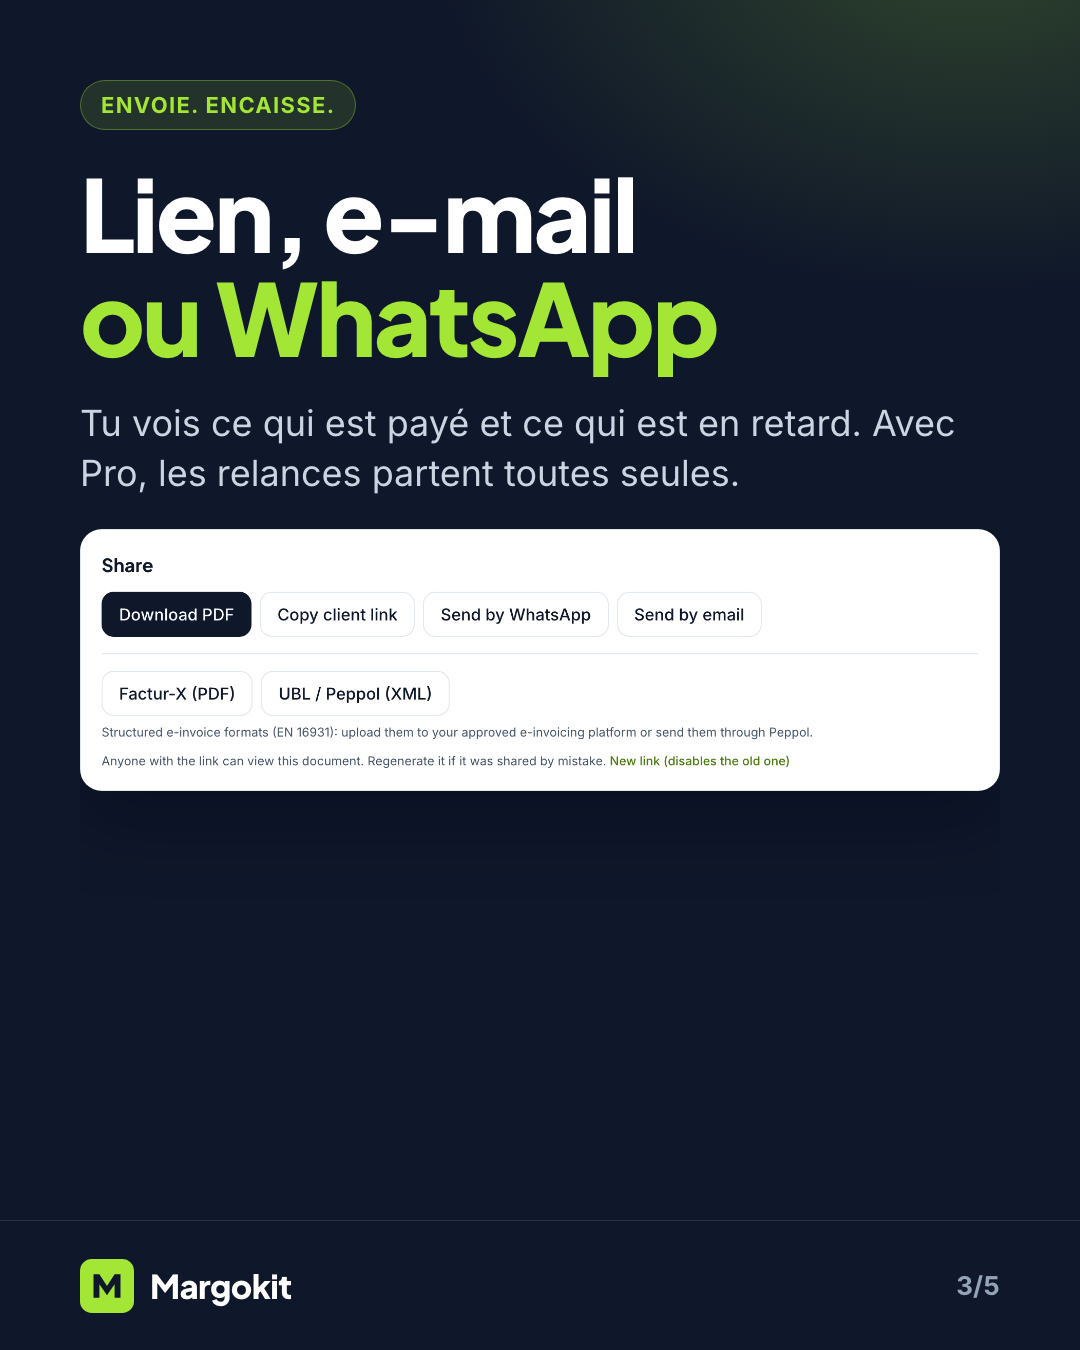 ENVOIE. ENCAISSE.
Lien, e-mail
ou WhatsApp
Tu vois ce qui est payé et ce qui est en retard. Avec
Pro, les relances partent toutes seules.
Share
Download PDF
Copy client link
Send by WhatsApp
Send by email
Factur-X (PDF)
UBL / Peppol (XML)
Structured e-invoice formats (EN 16931): upload them to your approved e-invoicing platform or send them through Peppol.
Anyone with the link can view this document. Regenerate it if it was shared by mistake. New link (disables the old one)
M
Margokit
3/5